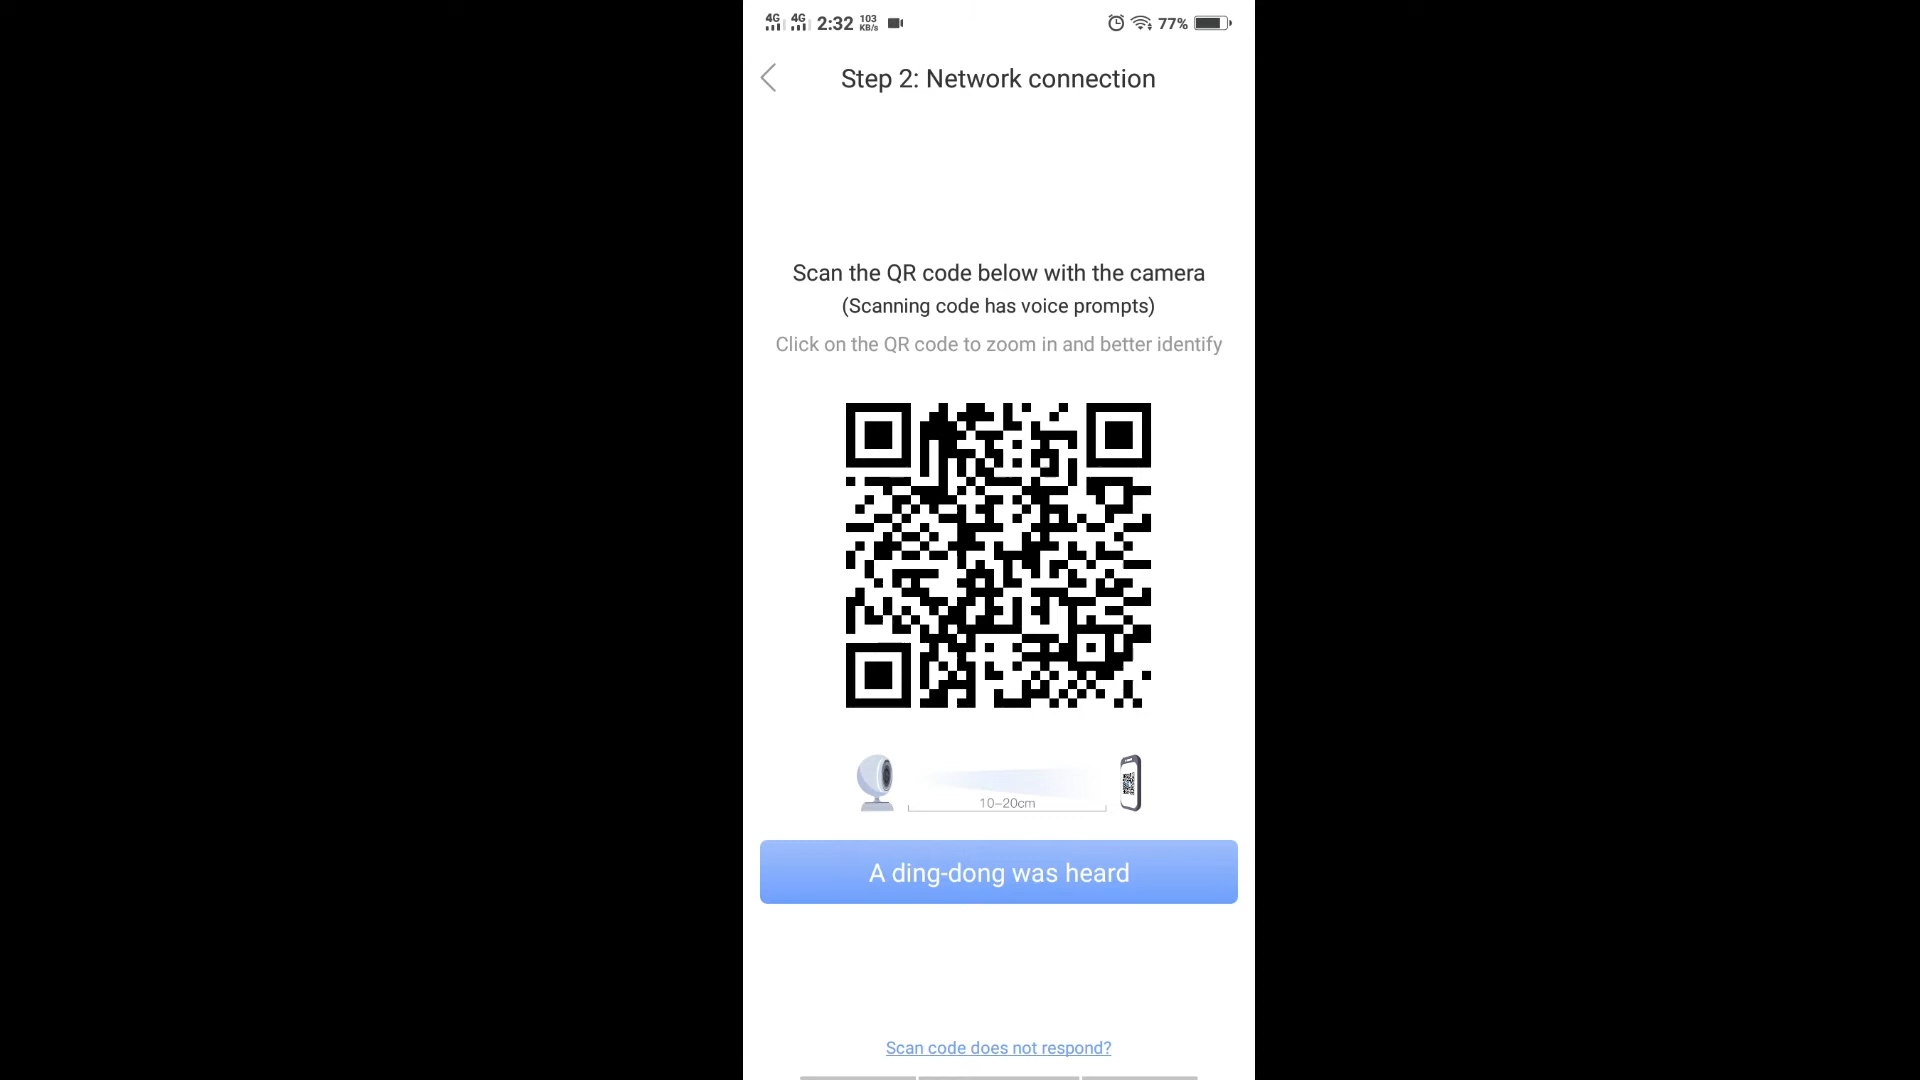 4G 4G 2:32 103 KB/s 77%
Step 2: Network connection
Scan the QR code below with the camera
(Scanning code has voice prompts)
Click on the QR code to zoom in and better identify
10-20cm
A ding-dong was heard
Scan code does not respond?